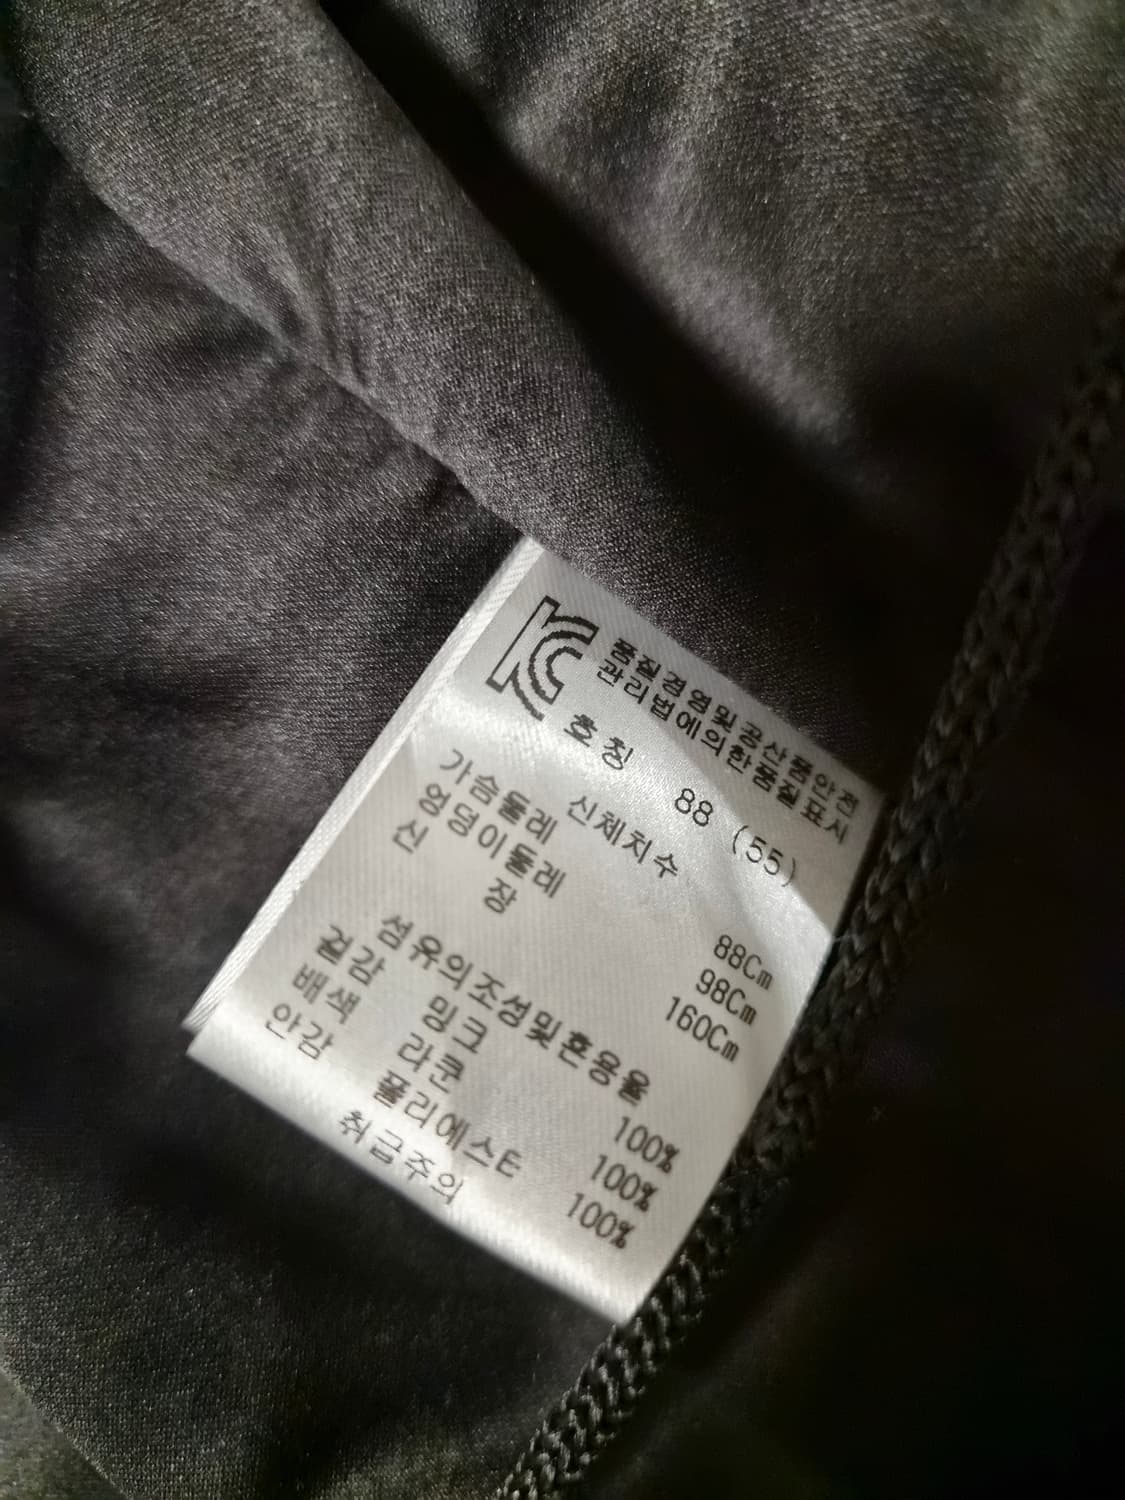 KC 품질경영및공산품안전
관리법에의한품질표시
호칭 88 (55)
신체치수
가슴둘레 88Cm
엉덩이둘레 98Cm
신 장 160Cm
섬유의조성및혼용율
겉감 밍크 100%
배색 라쿤 100%
안감 폴리에스E 100%
취급주의